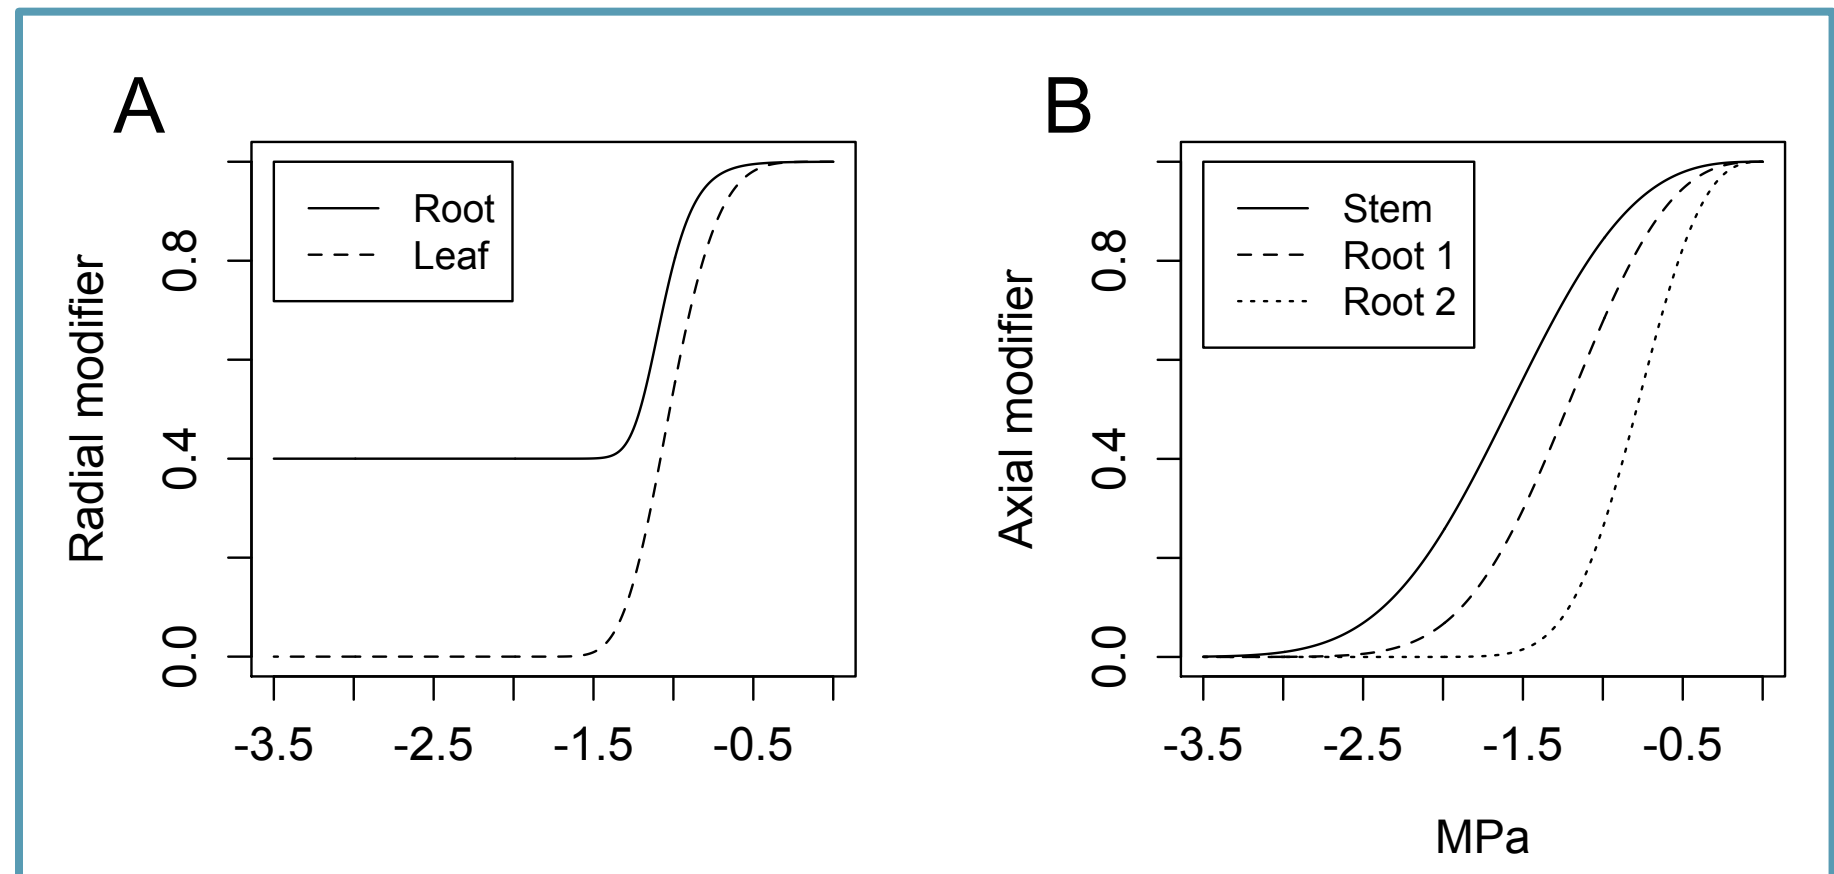 A
Radial modifier
0.8
0.4
0.0
Root
Leaf
-3.5 -2.5 -1.5 -0.5
B
Axial modifier
0.8
0.4
0.0
Stem
Root 1
Root 2
-3.5 -2.5 -1.5 -0.5
MPa